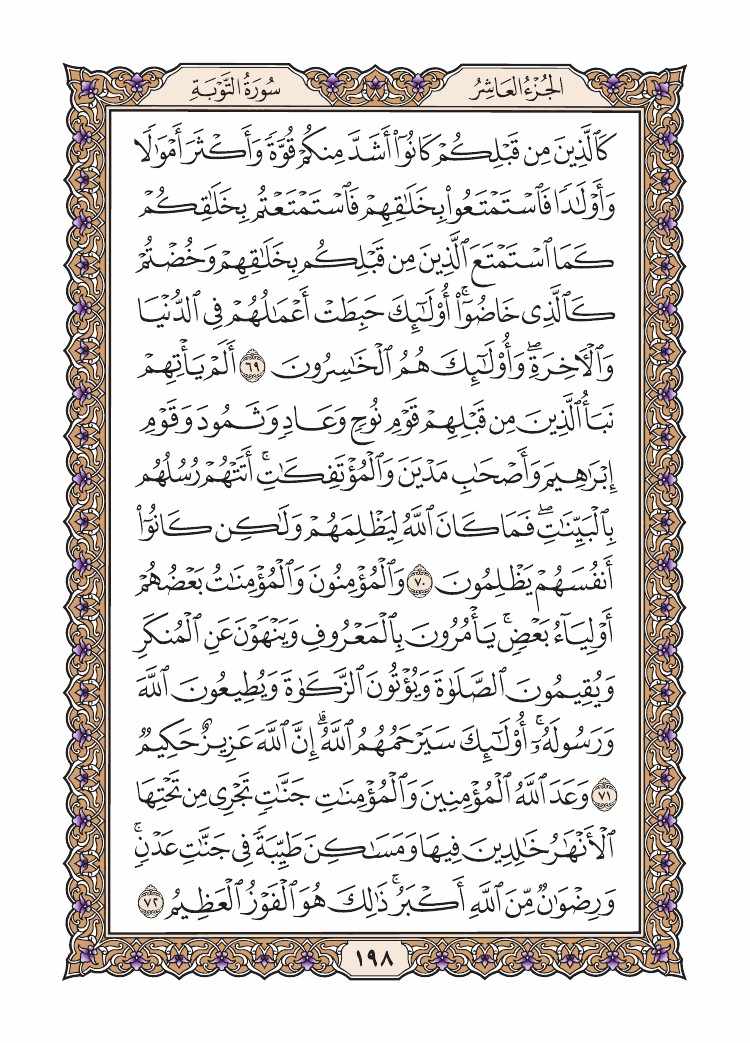 الجُزْءُ العَاشِرُ
سُورَةُ التَّوْبَةِ
كَٱلَّذِينَ مِن قَبْلِكُمْ كَانُوٓا۟ أَشَدَّ مِنكُمْ قُوَّةً وَأَكْثَرَ أَمْوَٰلًا
وَأَوْلَٰدًا فَٱسْتَمْتَعُوا۟ بِخَلَٰقِهِمْ فَٱسْتَمْتَعْتُم بِخَلَٰقِكُمْ
كَمَا ٱسْتَمْتَعَ ٱلَّذِينَ مِن قَبْلِكُم بِخَلَٰقِهِمْ وَخُضْتُمْ
كَٱلَّذِى خَاضُوٓا۟ ۚ أُو۟لَٰٓئِكَ حَبِطَتْ أَعْمَٰلُهُمْ فِى ٱلدُّنْيَا
وَٱلْءَاخِرَةِ ۖ وَأُو۟لَٰٓئِكَ هُمُ ٱلْخَٰسِرُونَ ٦٩ أَلَمْ يَأْتِهِمْ
نَبَأُ ٱلَّذِينَ مِن قَبْلِهِمْ قَوْمِ نُوحٍ وَعَادٍ وَثَمُودَ وَقَوْمِ
إِبْرَٰهِيمَ وَأَصْحَٰبِ مَدْيَنَ وَٱلْمُؤْتَفِكَٰتِ ۚ أَتَتْهُمْ رُسُلُهُم
بِٱلْبَيِّنَٰتِ ۖ فَمَا كَانَ ٱللَّهُ لِيَظْلِمَهُمْ وَلَٰكِن كَانُوٓا۟
أَنفُسَهُمْ يَظْلِمُونَ ٧٠ وَٱلْمُؤْمِنُونَ وَٱلْمُؤْمِنَٰتُ بَعْضُهُمْ
أَوْلِيَآءُ بَعْضٍ ۚ يَأْمُرُونَ بِٱلْمَعْرُوفِ وَيَنْهَوْنَ عَنِ ٱلْمُنكَرِ
وَيُقِيمُونَ ٱلصَّلَوٰةَ وَيُؤْتُونَ ٱلزَّكَوٰةَ وَيُطِيعُونَ ٱللَّهَ
وَرَسُولَهُۥٓ ۚ أُو۟لَٰٓئِكَ سَيَرْحَمُهُمُ ٱللَّهُ ۗ إِنَّ ٱللَّهَ عَزِيزٌ حَكِيمٌ
٧١ وَعَدَ ٱللَّهُ ٱلْمُؤْمِنِينَ وَٱلْمُؤْمِنَٰتِ جَنَّٰتٍ تَجْرِى مِن تَحْتِهَا
ٱلْأَنْهَٰرُ خَٰلِدِينَ فِيهَا وَمَسَٰكِنَ طَيِّبَةً فِى جَنَّٰتِ عَدْنٍ ۚ
وَرِضْوَٰنٌ مِّنَ ٱللَّهِ أَكْبَرُ ۚ ذَٰلِكَ هُوَ ٱلْفَوْزُ ٱلْعَظِيمُ ٧٢
١٩٨